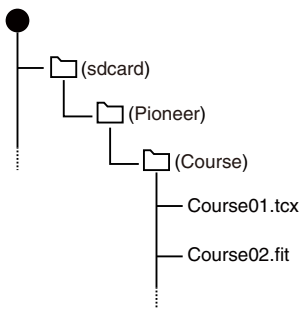 (sdcard)
(Pioneer)
(Course)
Course01.tcx
Course02.fit